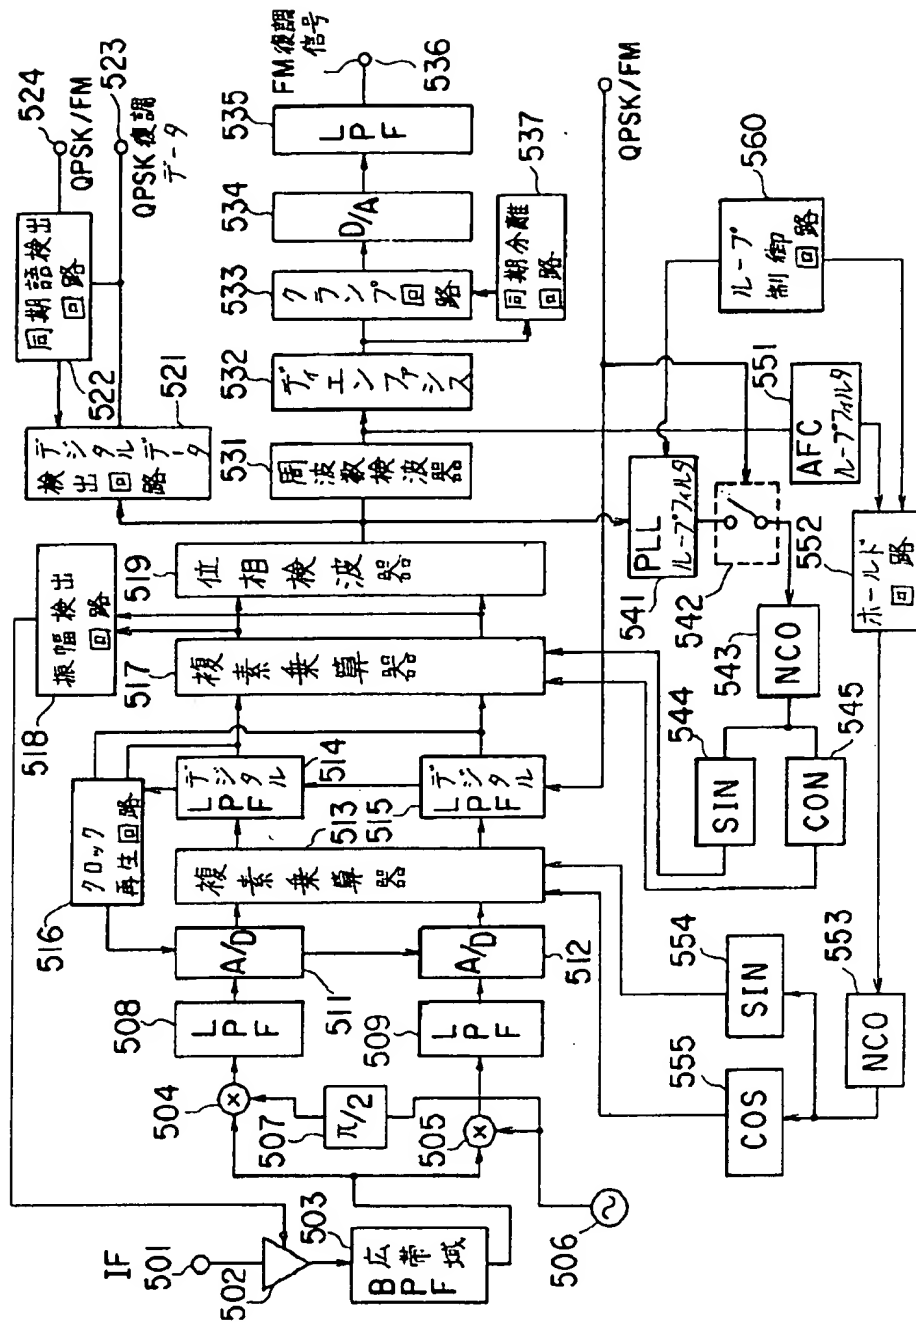 IF
501
502
503
広帯域
BPF
504
505
506
507
π/2
508
LPF
509
LPF
511
A/D
512
A/D
513
複素乗算器
514
デジタル
LPF
515
デジタル
LPF
516
クロック
再生回路
517
複素乗算器
518
振幅検出
回路
519
位相検波器
521
デジタルデータ
検出回路
522
同期語検出
回路
524
QPSK/FM
523
QPSK復調
データ
531
周波数検波器
532
ディエンファシス
533
クランプ回路
534
D/A
535
LPF
FM復調
信号
536
537
同期分離
回路
QPSK/FM
541
PLL
ループフィルタ
542
543
NCO
544
SIN
545
CON
551
AFC
ループフィルタ
552
ホールド
回路
553
NCO
554
SIN
555
COS
560
ループ
制御
回路